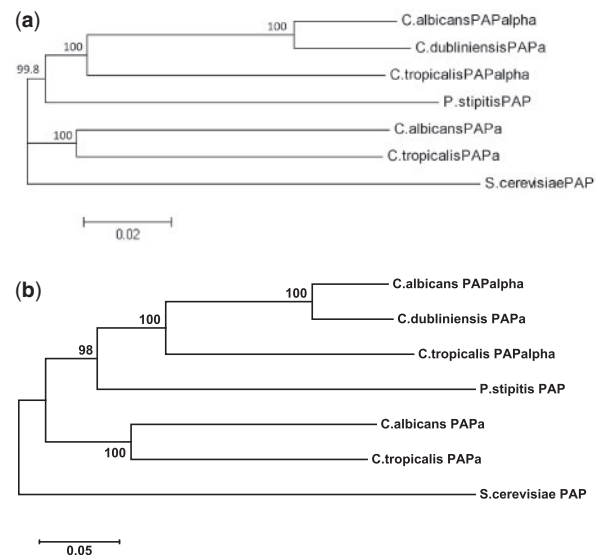 (a)
C.albicansPAPalpha
100
C.dubliniensisPAPa
100
C.tropicalisPAPalpha
99.8
P.stipitisPAP
C.albicansPAPa
100
C.tropicalisPAPa
S.cerevisiaePAP
0.02
(b)
C.albicans PAPalpha
100
C.dubliniensis PAPa
100
C.tropicalis PAPalpha
98
P.stipitis PAP
C.albicans PAPa
100
C.tropicalis PAPa
S.cerevisiae PAP
0.05